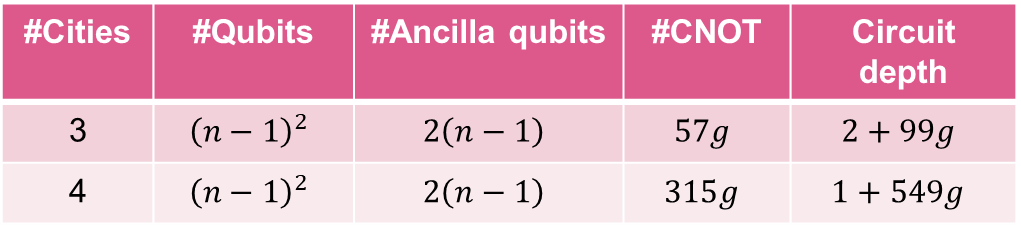 #Cities #Qubits #Ancilla qubits #CNOT Circuit depth
3 (n − 1)² 2(n − 1) 57g 2 + 99g
4 (n − 1)² 2(n − 1) 315g 1 + 549g